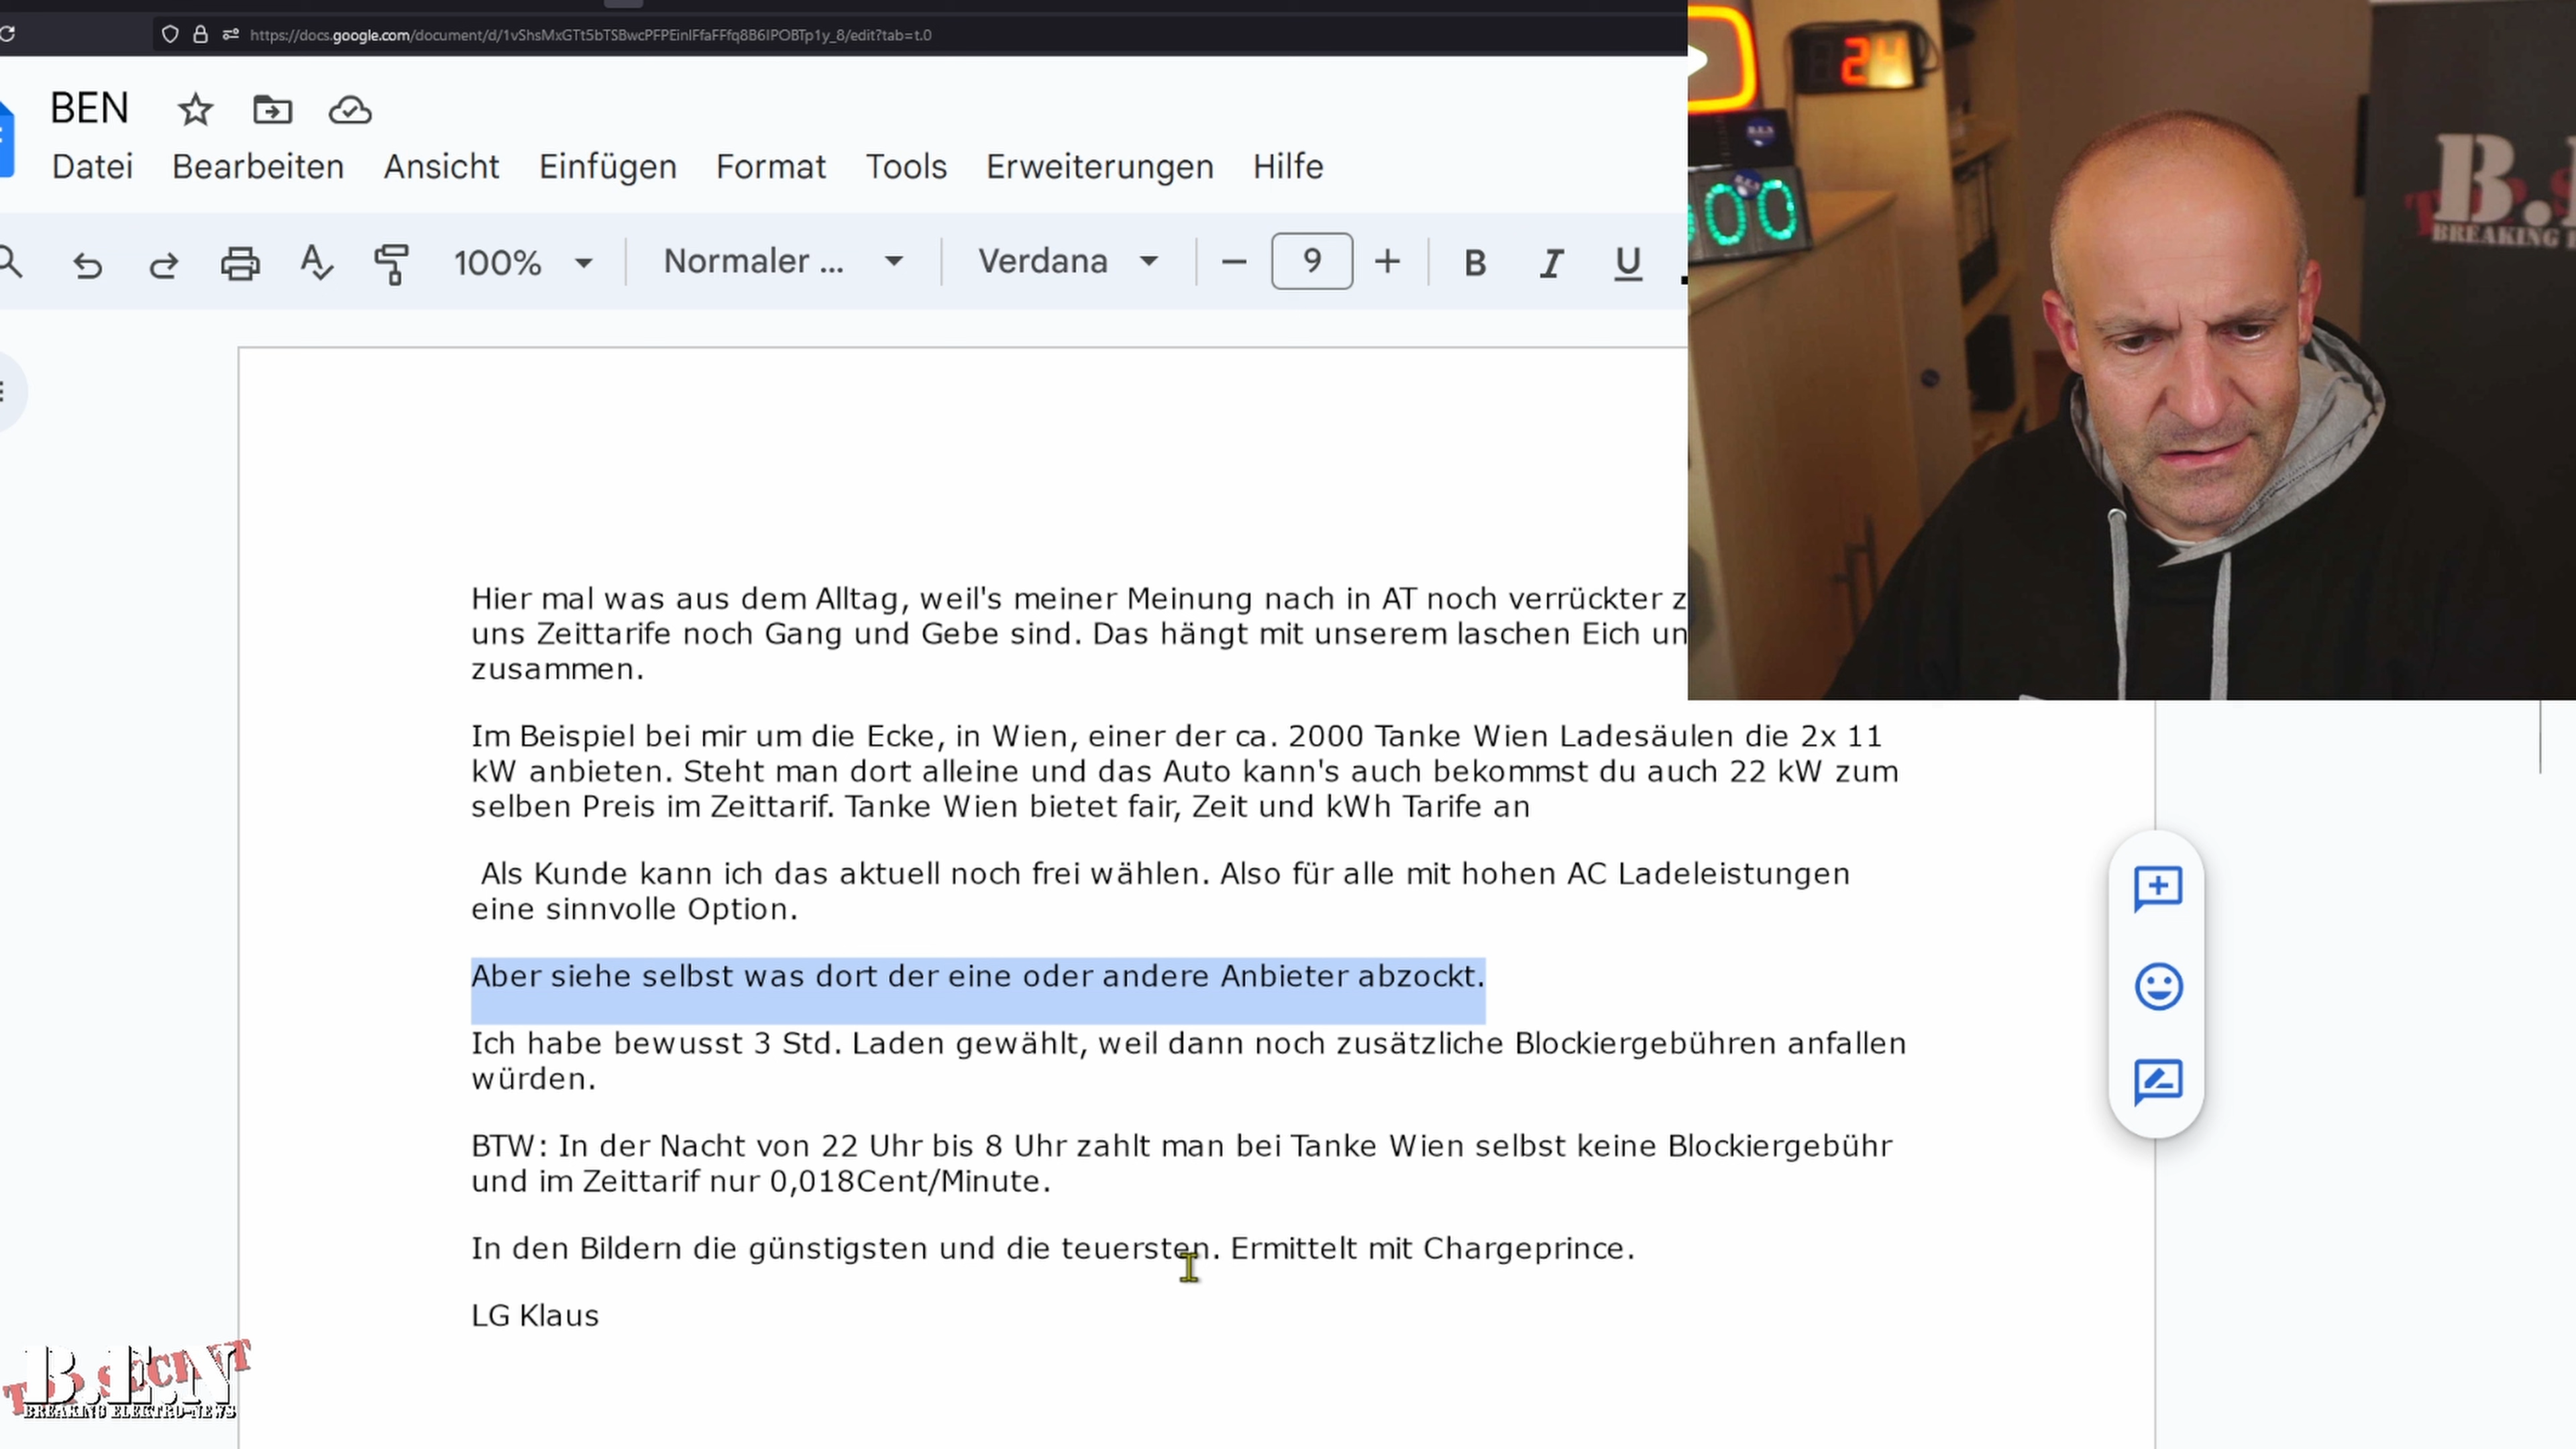 https://docs.google.com/document/d/1vShsMxGTt5bTSBwcPFPEinIFfaFFfq8B6IPOBTp1y_8/edit?tab=t.0
BEN
Datei Bearbeiten Ansicht Einfügen Format Tools Erweiterungen Hilfe
100% Normaler ... Verdana 9 B I U
24
00
B.
BREAKING
Hier mal was aus dem Alltag, weil's meiner Meinung nach in AT noch verrückter
uns Zeittarife noch Gang und Gebe sind. Das hängt mit unserem laschen Eich
zusammen.
Im Beispiel bei mir um die Ecke, in Wien, einer der ca. 2000 Tanke Wien Ladesäulen die 2x 11
kW anbieten. Steht man dort alleine und das Auto kann's auch bekommst du auch 22 kW zum
selben Preis im Zeittarif. Tanke Wien bietet fair, Zeit und kWh Tarife an
Als Kunde kann ich das aktuell noch frei wählen. Also für alle mit hohen AC Ladeleistungen
eine sinnvolle Option.
Aber siehe selbst was dort der eine oder andere Anbieter abzockt.
Ich habe bewusst 3 Std. Laden gewählt, weil dann noch zusätzliche Blockiergebühren anfallen
würden.
BTW: In der Nacht von 22 Uhr bis 8 Uhr zahlt man bei Tanke Wien selbst keine Blockiergebühr
und im Zeittarif nur 0,018Cent/Minute.
In den Bildern die günstigsten und die teuersten. Ermittelt mit Chargeprince.
LG Klaus
B.E.N
BREAKING ELEKTRO-NEWS